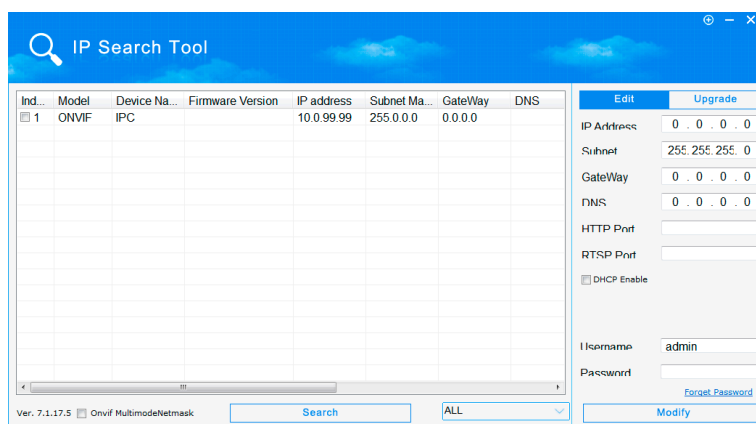 IP Search Tool
Ind... Model Device Na... Firmware Version IP address Subnet Ma... GateWay DNS
1 ONVIF IPC 10.0.99.99 255.0.0.0 0.0.0.0
Edit Upgrade
IP Address 0 . 0 . 0 . 0
Subnet 255. 255. 255. 0
GateWay 0 . 0 . 0 . 0
DNS 0 . 0 . 0 . 0
HTTP Port
RTSP Port
DHCP Enable
Username admin
Password
Forget Password
Ver. 7.1.17.5 Onvif MultimodeNetmask Search ALL Modify